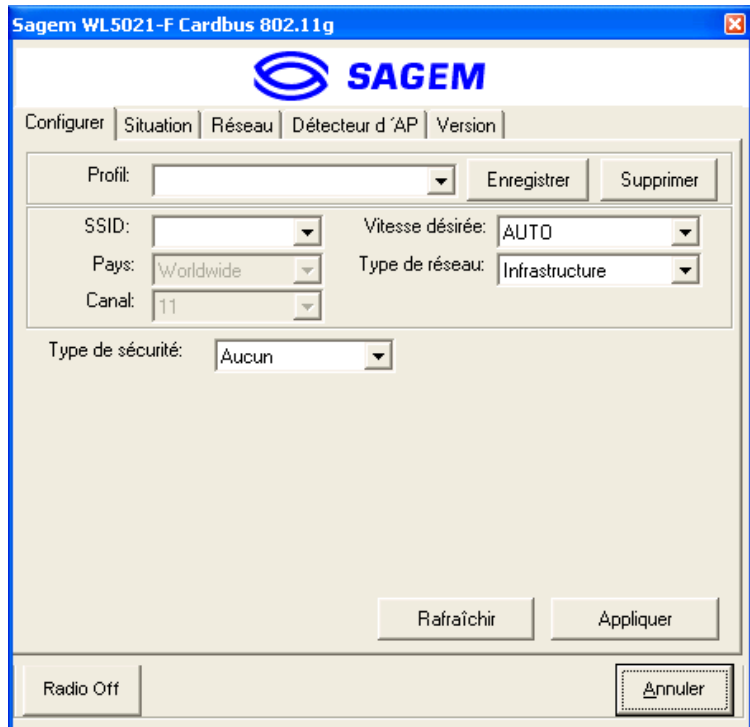 Sagem WL5021-F Cardbus 802.11g
SAGEM
Configurer Situation Réseau Détecteur d ´AP Version
Profil: Enregistrer Supprimer
SSID: Vitesse désirée: AUTO
Pays: Worldwide Type de réseau: Infrastructure
Canal: 11
Type de sécurité: Aucun
Rafraîchir Appliquer
Radio Off Annuler